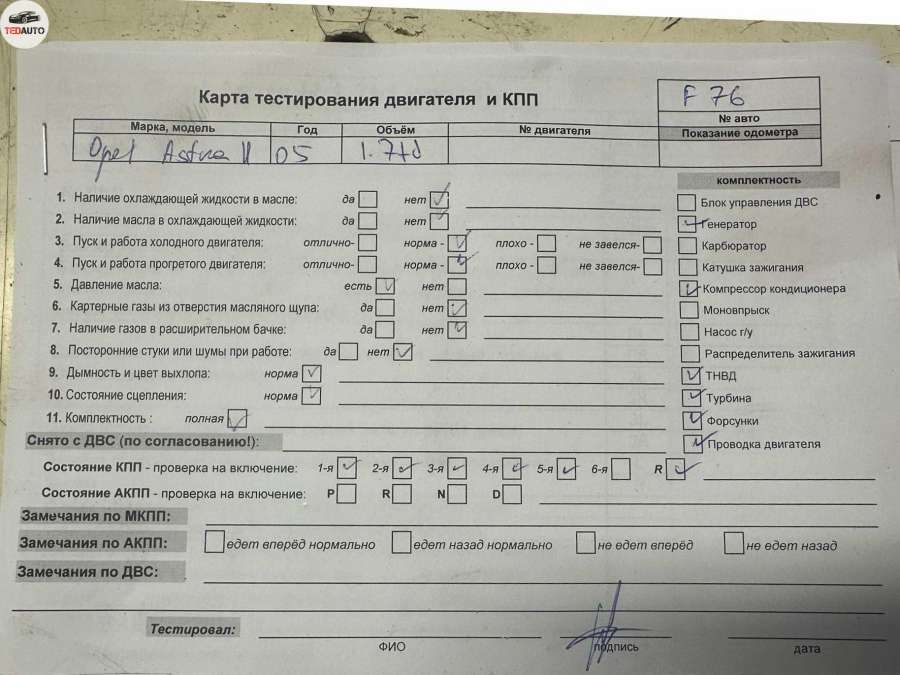 TEDAUTO
Карта тестирования двигателя и КПП
F 76
№ авто
Марка, модель Год Объём № двигателя Показание одометра
Opel Astra H 05 1.7td
комплектность
1. Наличие охлаждающей жидкости в масле: да нет
Блок управления ДВС
2. Наличие масла в охлаждающей жидкости: да нет
Генератор
3. Пуск и работа холодного двигателя: отлично- норма - плохо - не завелся-
Карбюратор
4. Пуск и работа прогретого двигателя: отлично- норма - плохо - не завелся-
Катушка зажигания
5. Давление масла: есть нет
Компрессор кондиционера
6. Картерные газы из отверстия масляного щупа: да нет
Моновпрыск
7. Наличие газов в расширительном бачке: да нет
Насос г/у
8. Посторонние стуки или шумы при работе: да нет
Распределитель зажигания
9. Дымность и цвет выхлопа: норма
ТНВД
10. Состояние сцепления: норма
Турбина
11. Комплектность : полная
Форсунки
Снято с ДВС (по согласованию!):
Проводка двигателя
Состояние КПП - проверка на включение: 1-я 2-я 3-я 4-я 5-я 6-я R
Состояние АКПП - проверка на включение: P R N D
Замечания по МКПП:
Замечания по АКПП: едет вперёд нормально едет назад нормально не едет вперёд не едет назад
Замечания по ДВС:
Тестировал:
ФИО подпись дата